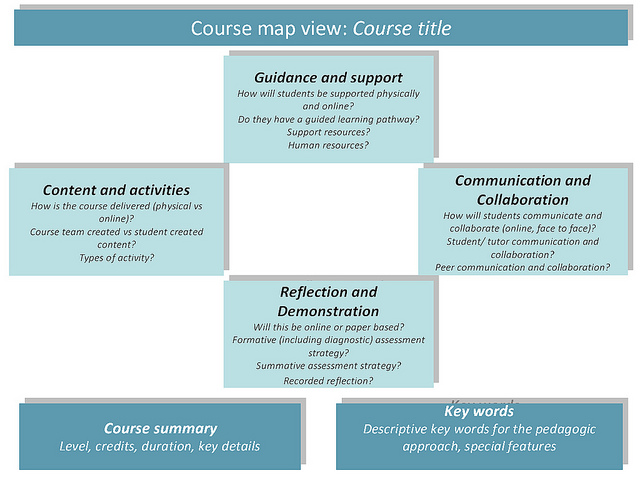 Course map view: Course title
Guidance and support
How will students be supported physically
and online?
Do they have a guided learning pathway?
Support resources?
Human resources?
Content and activities
How is the course delivered (physical vs
online)?
Course team created vs student created
content?
Types of activity?
Communication and
Collaboration
How will students communicate and
collaborate (online, face to face)?
Student/ tutor communication and
collaboration?
Peer communication and collaboration?
Reflection and
Demonstration
Will this be online or paper based?
Formative (including diagnostic) assessment
strategy?
Summative assessment strategy?
Recorded reflection?
Course summary
Level, credits, duration, key details
Key words
Descriptive key words for the pedagogic
approach, special features